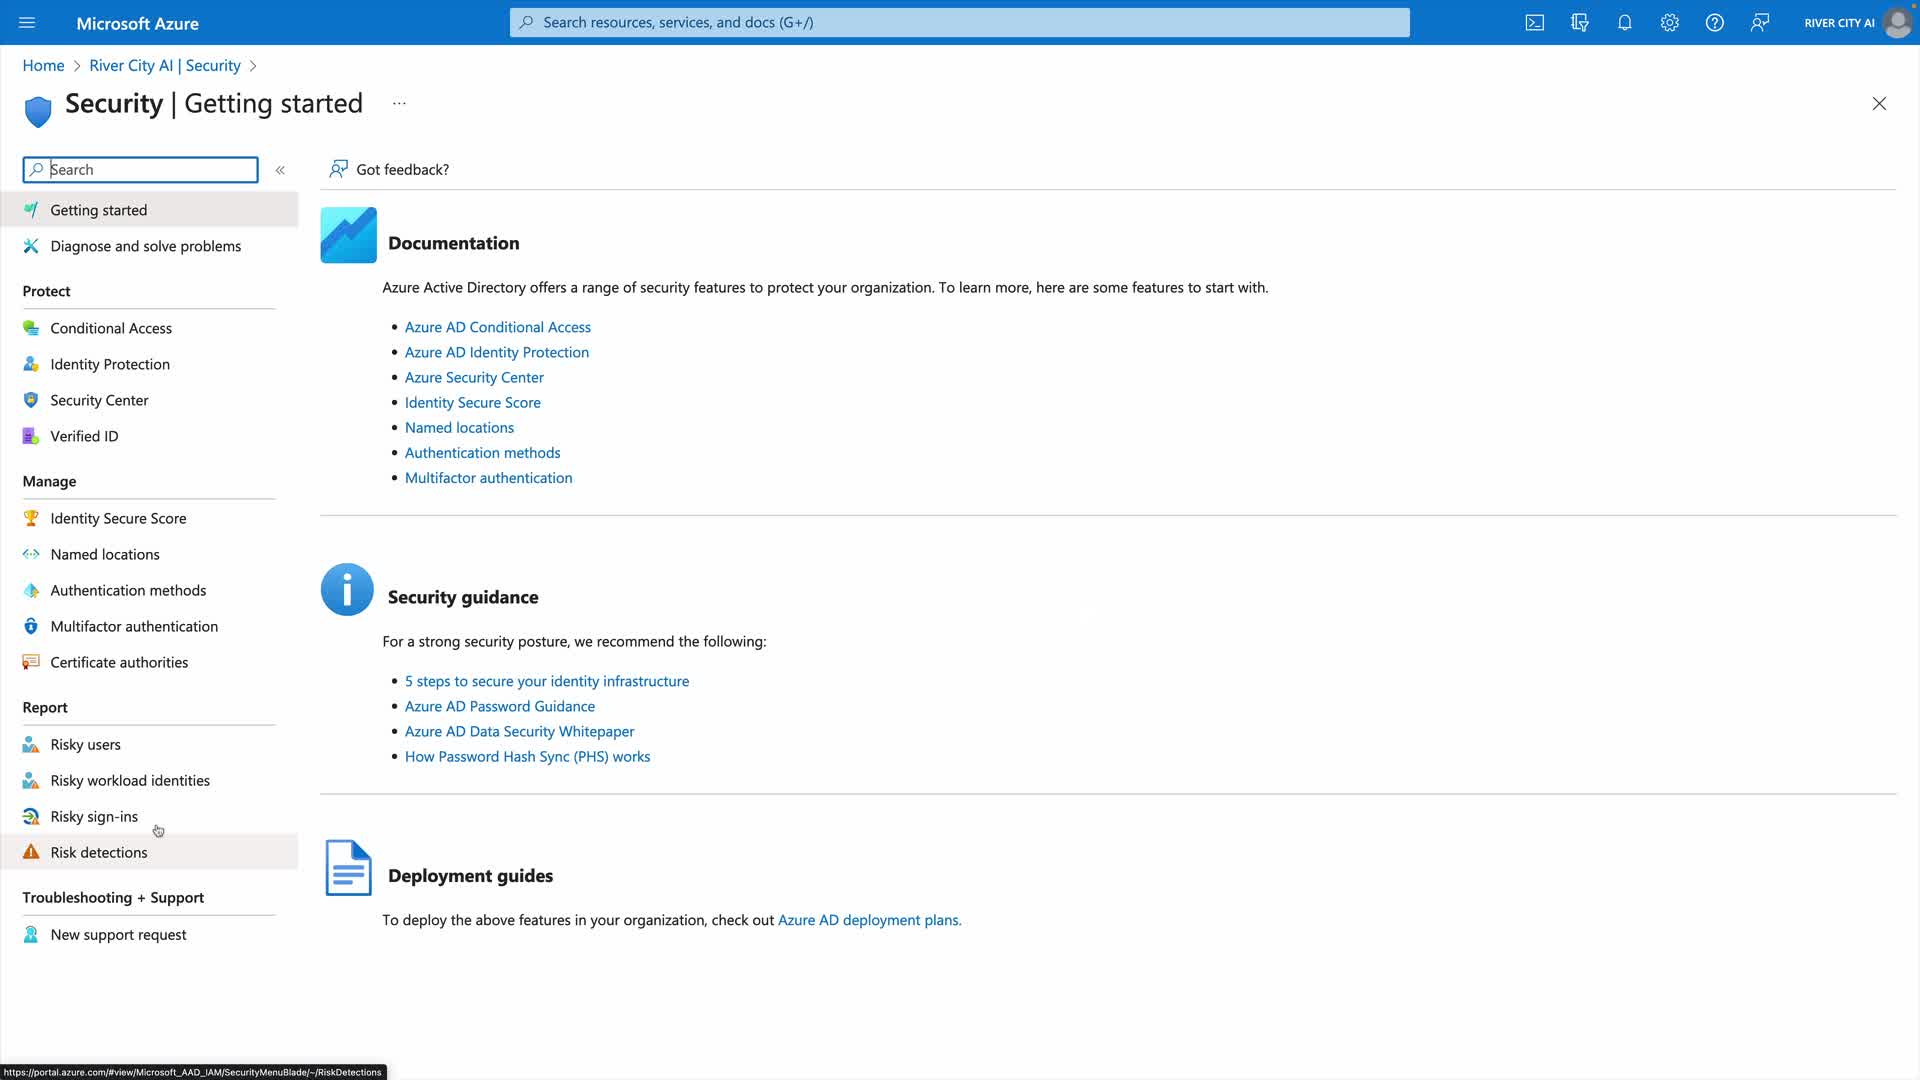 Microsoft Azure
Search resources, services, and docs (G+/)
RIVER CITY AI
Home > River City AI | Security >
Security | Getting started ...
Search
«
Got feedback?
Getting started
Diagnose and solve problems
Protect
Conditional Access
Identity Protection
Security Center
Verified ID
Manage
Identity Secure Score
Named locations
Authentication methods
Multifactor authentication
Certificate authorities
Report
Risky users
Risky workload identities
Risky sign-ins
Risk detections
Troubleshooting + Support
New support request
Documentation
Azure Active Directory offers a range of security features to protect your organization. To learn more, here are some features to start with.
• Azure AD Conditional Access
• Azure AD Identity Protection
• Azure Security Center
• Identity Secure Score
• Named locations
• Authentication methods
• Multifactor authentication
Security guidance
For a strong security posture, we recommend the following:
• 5 steps to secure your identity infrastructure
• Azure AD Password Guidance
• Azure AD Data Security Whitepaper
• How Password Hash Sync (PHS) works
Deployment guides
To deploy the above features in your organization, check out Azure AD deployment plans.
https://portal.azure.com/#view/Microsoft_AAD_IAM/SecurityMenuBlade/~/RiskDetections